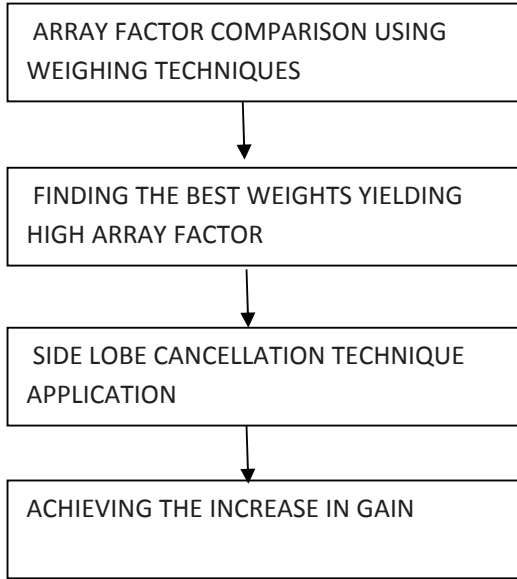 ARRAY FACTOR COMPARISON USING
WEIGHING TECHNIQUES
FINDING THE BEST WEIGHTS YIELDING
HIGH ARRAY FACTOR
SIDE LOBE CANCELLATION TECHNIQUE
APPLICATION
ACHIEVING THE INCREASE IN GAIN